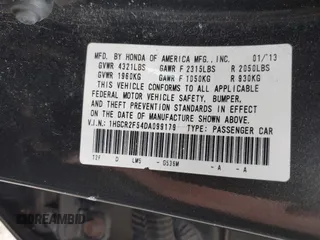 MFD. BY HONDA OF AMERICA MFG., INC. 01/13
GVWR 4321LBS GAWR F 2315LBS R 2050LBS
GVWR 1960KG GAWR F 1050KG R 930KG
THIS VEHICLE CONFORMS TO ALL APPLICABLE
FEDERAL MOTOR VEHICLE SAFETY, BUMPER,
AND THEFT PREVENTION STANDARDS IN EFFECT
ON THE DATE OF MANUFACTURE SHOWN ABOVE.
V.I.N.: 1HGCR2F54DA099179 TYPE: PASSENGER CAR